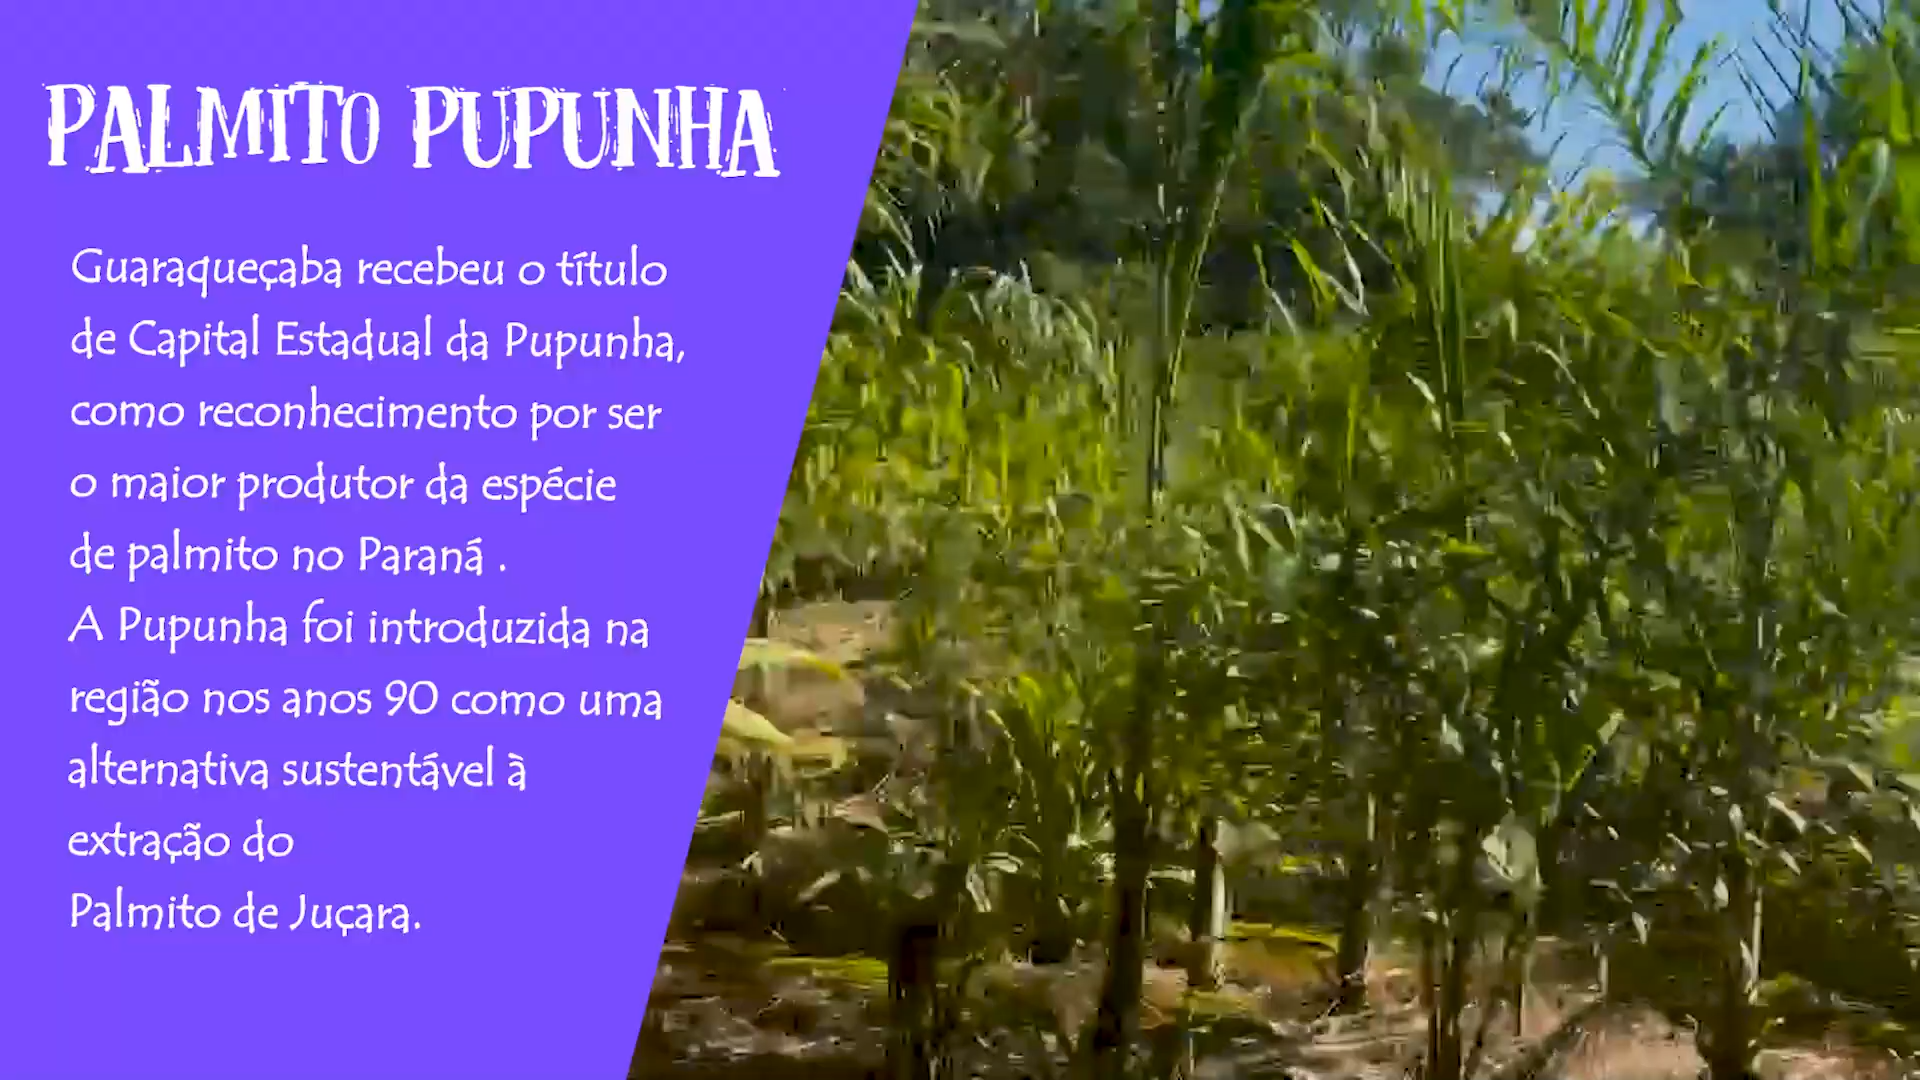 PALMITO PUPUNHA
Guaraqueçaba recebeu o título
de Capital Estadual da Pupunha,
como reconhecimento por ser
o maior produtor da espécie
de palmito no Paraná .
A Pupunha foi introduzida na
região nos anos 90 como uma
alternativa sustentável à
extração do
Palmito de Juçara.